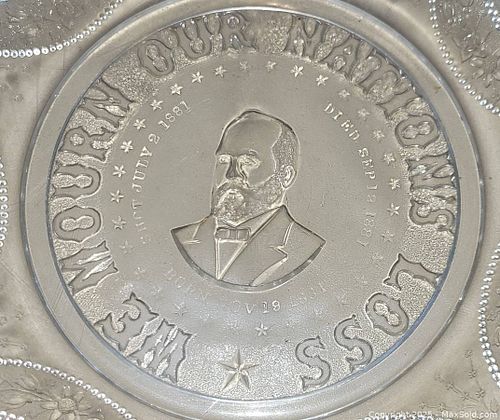 WE MOURN OUR NATIONS LOSS
SHOT JULY 2 1881
DIED SEP 19 1881
BORN NOV 19 1831
Copyright 2025 - MaxSold.com